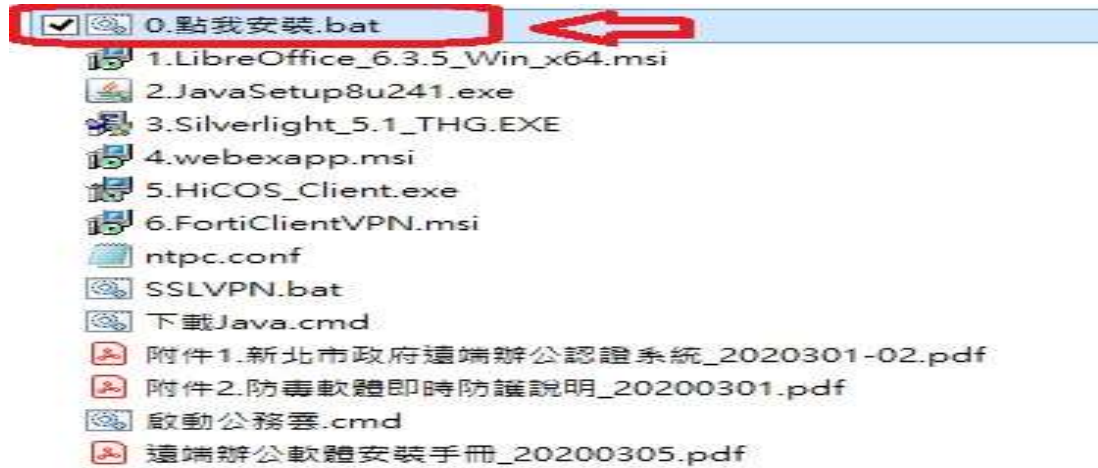 0.點我安裝.bat
1.LibreOffice_6.3.5_Win_x64.msi
2.JavaSetup8u241.exe
3.Silverlight_5.1_THG.EXE
4.webexapp.msi
5.HiCOS_Client.exe
6.FortiClientVPN.msi
ntpc.conf
SSLVPN.bat
下載Java.cmd
附件1.新北市政府遠端辦公認證系統_2020301-02.pdf
附件2.防毒軟體即時防護說明_20200301.pdf
啟動公務雲.cmd
遠端辦公軟體安裝手冊_20200305.pdf